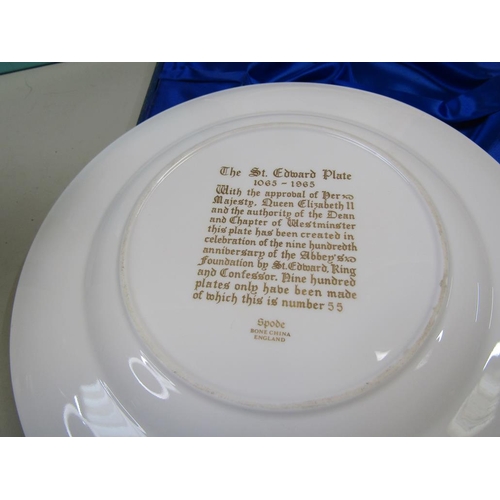 The St. Edward Plate
1065 - 1965
With the approval of Her
Majesty, Queen Elizabeth II
and the authority of the Dean
and Chapter of Westminster
this plate has been created in
celebration of the nine hundredth
anniversary of the Abbey's
Foundation by St. Edward, King
and Confessor. Nine hundred
plates only have been made
of which this is number 55
Spode
BONE CHINA
ENGLAND